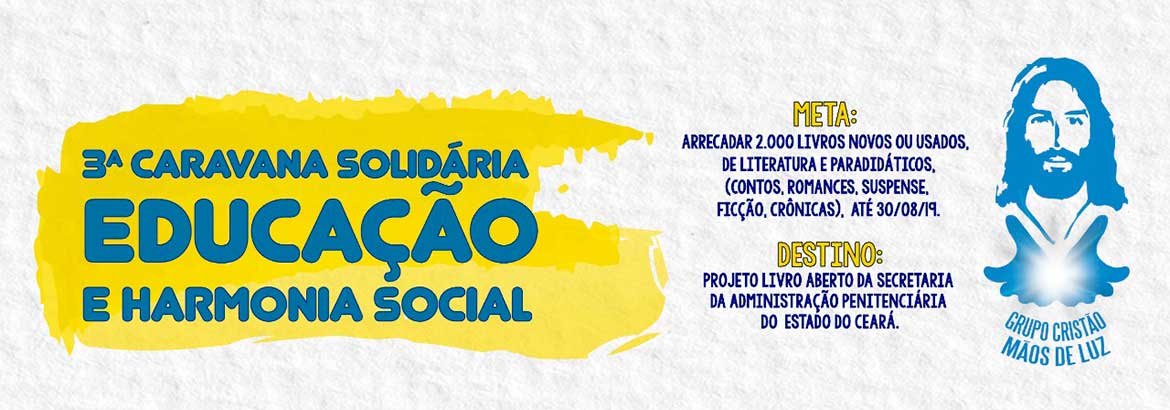 3ª CARAVANA SOLIDÁRIA
EDUCAÇÃO
E HARMONIA SOCIAL
META:
ARRECADAR 2.000 LIVROS NOVOS OU USADOS,
DE LITERATURA E PARADIDÁTICOS,
(CONTOS, ROMANCES, SUSPENSE,
FICÇÃO, CRÔNICAS), ATÉ 30/08/19.
DESTINO:
PROJETO LIVRO ABERTO DA SECRETARIA
DA ADMINISTRAÇÃO PENITENCIÁRIA
DO ESTADO DO CEARÁ.
GRUPO CRISTÃO
MÃOS DE LUZ